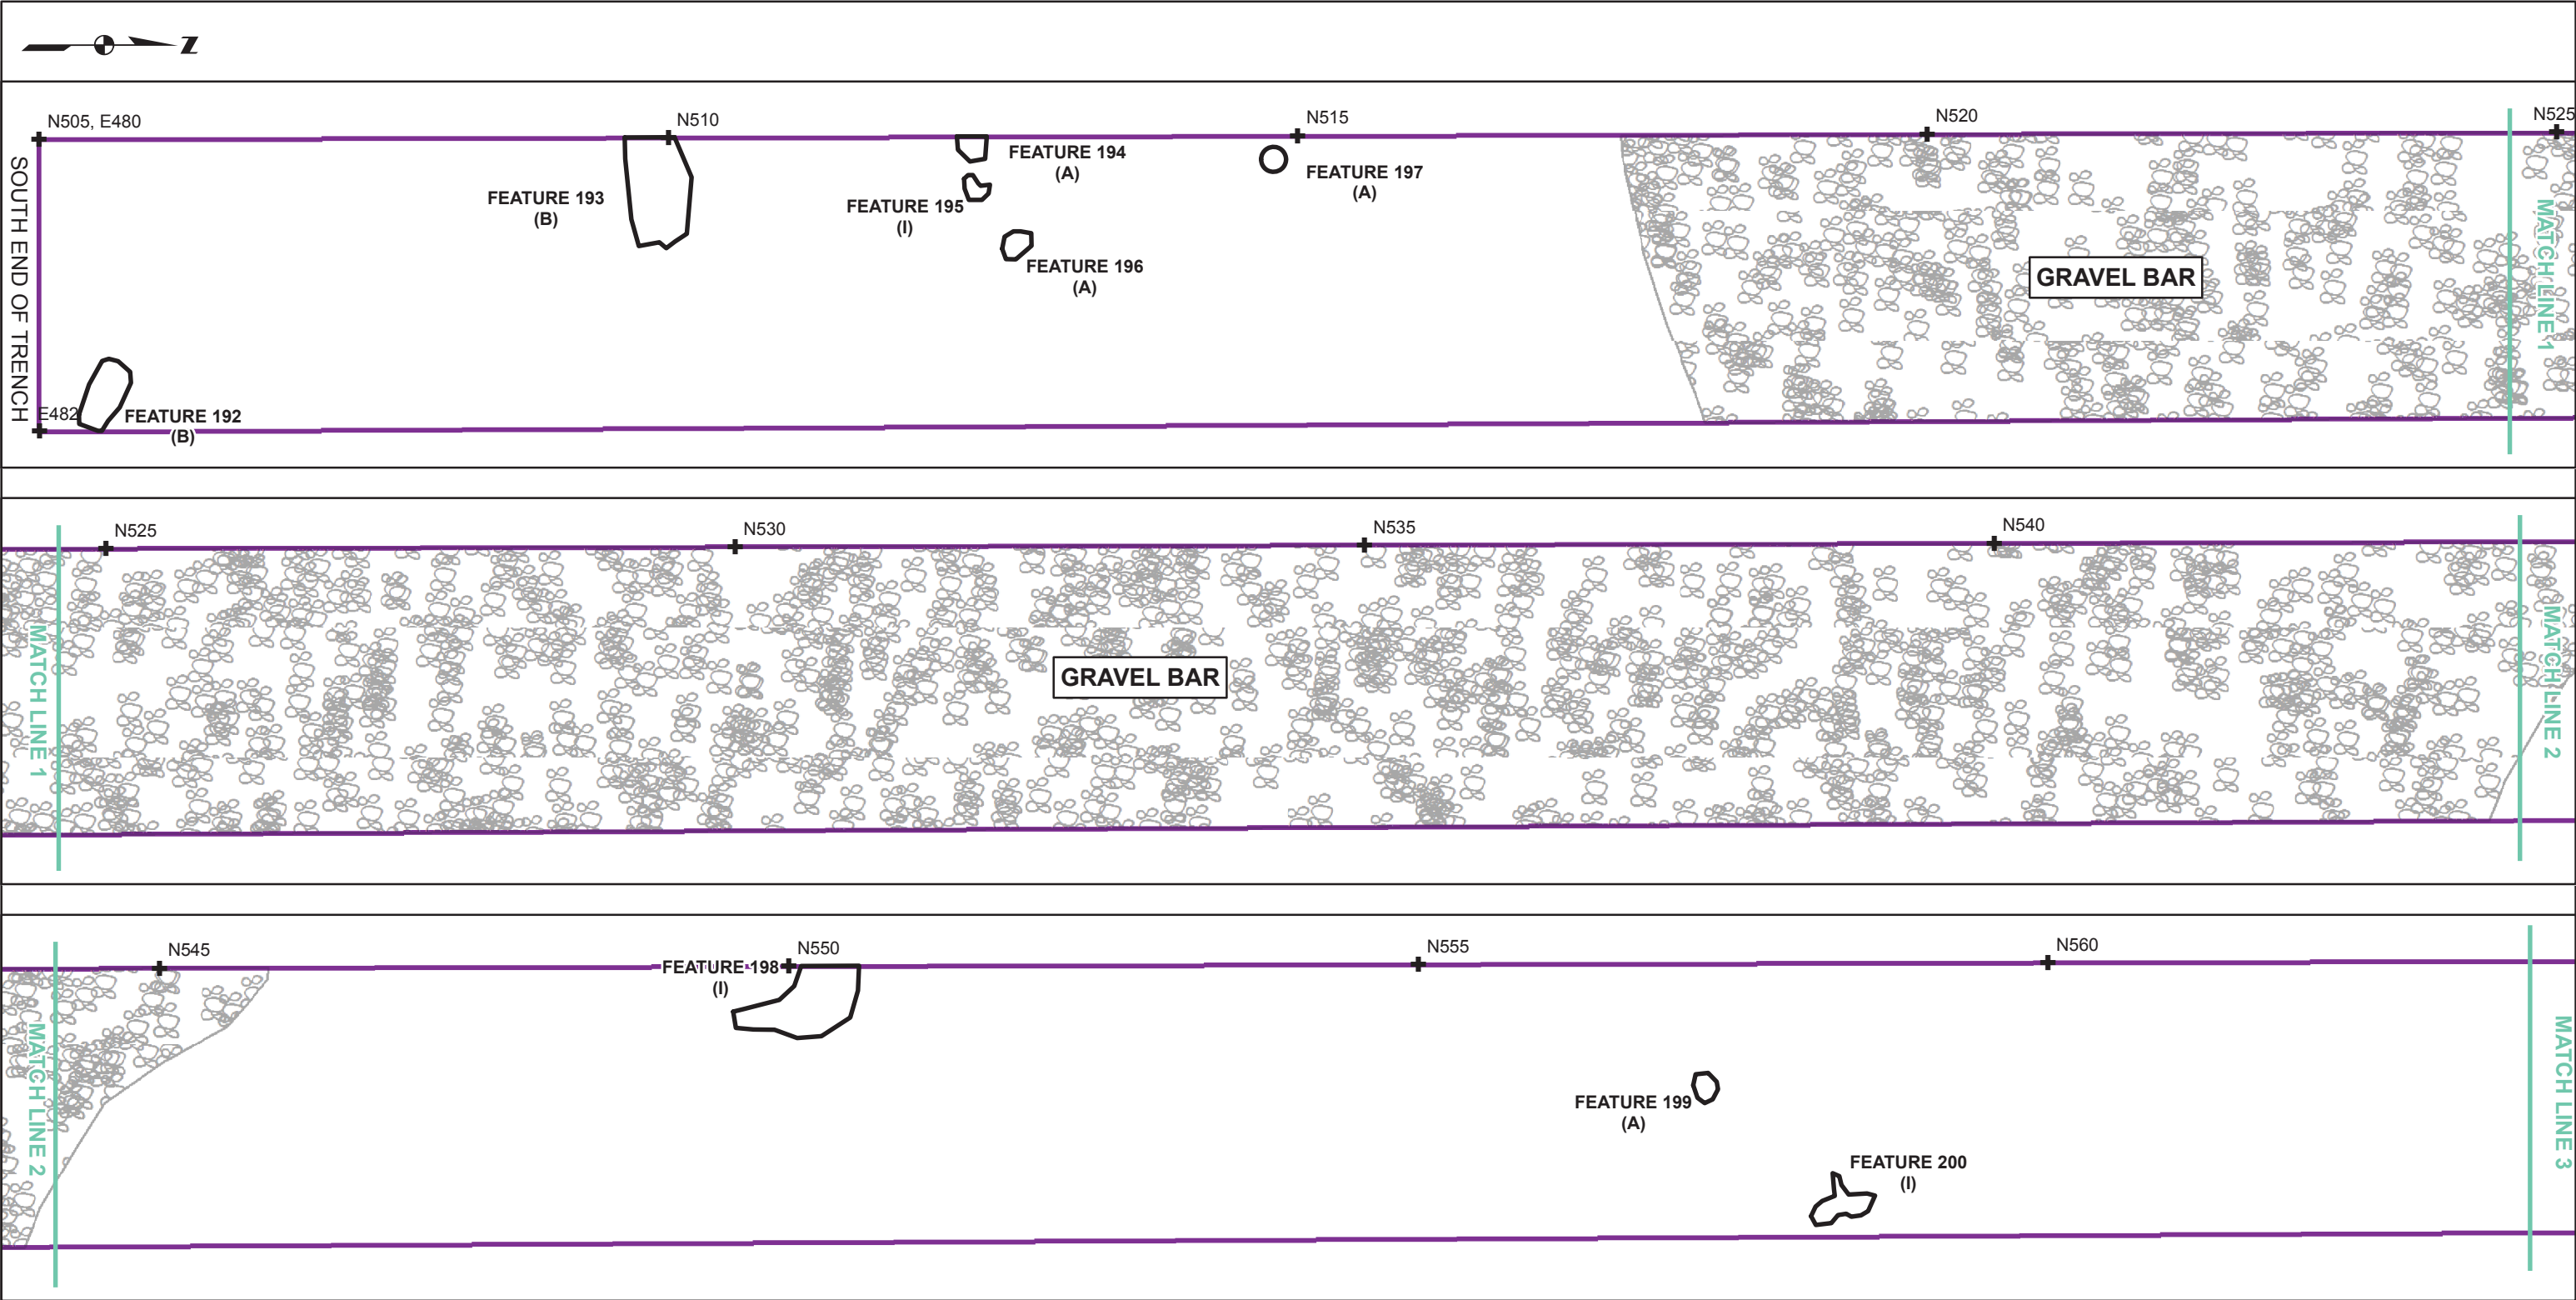 Z
N505, E480
N510
N515
N520
N525
SOUTH END OF TRENCH
FEATURE 193
(B)
FEATURE 194
(A)
FEATURE 195
(I)
FEATURE 196
(A)
FEATURE 197
(A)
GRAVEL BAR
MATCH LINE 1
E482
FEATURE 192
(B)
N525
N530
N535
N540
MATCH LINE 1
GRAVEL BAR
MATCH LINE 2
N545
N550
N555
N560
MATCH LINE 2
FEATURE 198
(I)
FEATURE 199
(A)
FEATURE 200
(I)
MATCH LINE 3